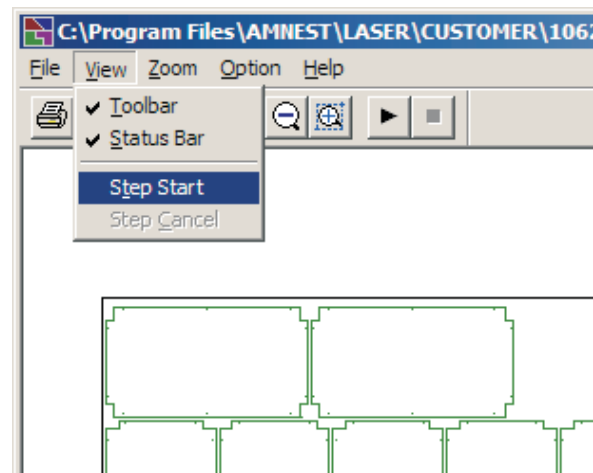 C:\Program Files\AMNEST\LASER\CUSTOMER\1062
File View Zoom Option Help
Toolbar
Status Bar
Step Start
Step Cancel